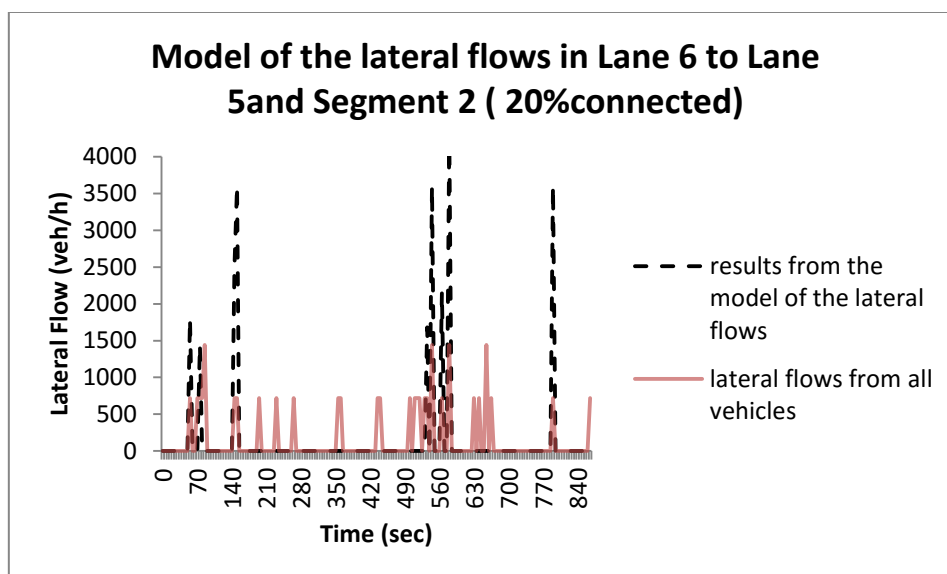 Model of the lateral flows in Lane 6 to Lane
5and Segment 2 ( 20%connected)
Lateral Flow (veh/h)
4000
3500
3000
2500
2000
1500
1000
500
0
0
70
140
210
280
350
420
490
560
630
700
770
840
Time (sec)
results from the
model of the lateral
flows
lateral flows from all
vehicles